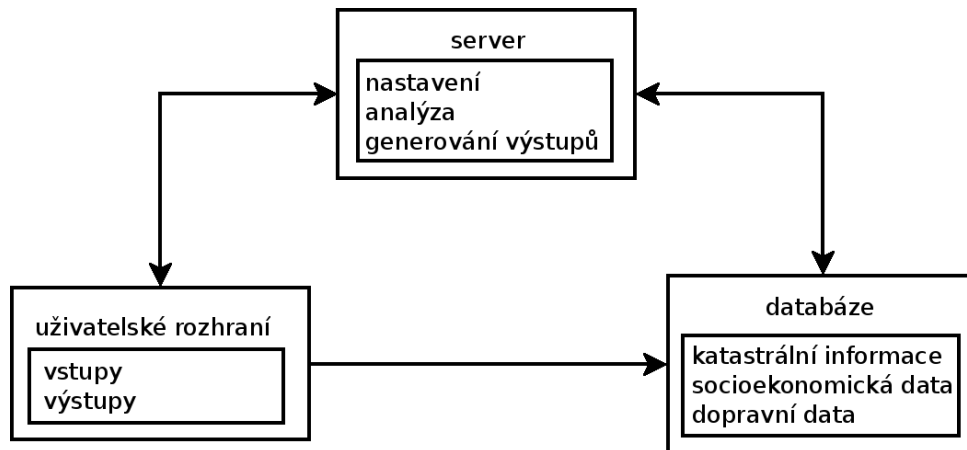 server
nastavení
analýza
generování výstupů
uživatelské rozhraní
vstupy
výstupy
databáze
katastrální informace
socioekonomická data
dopravní data